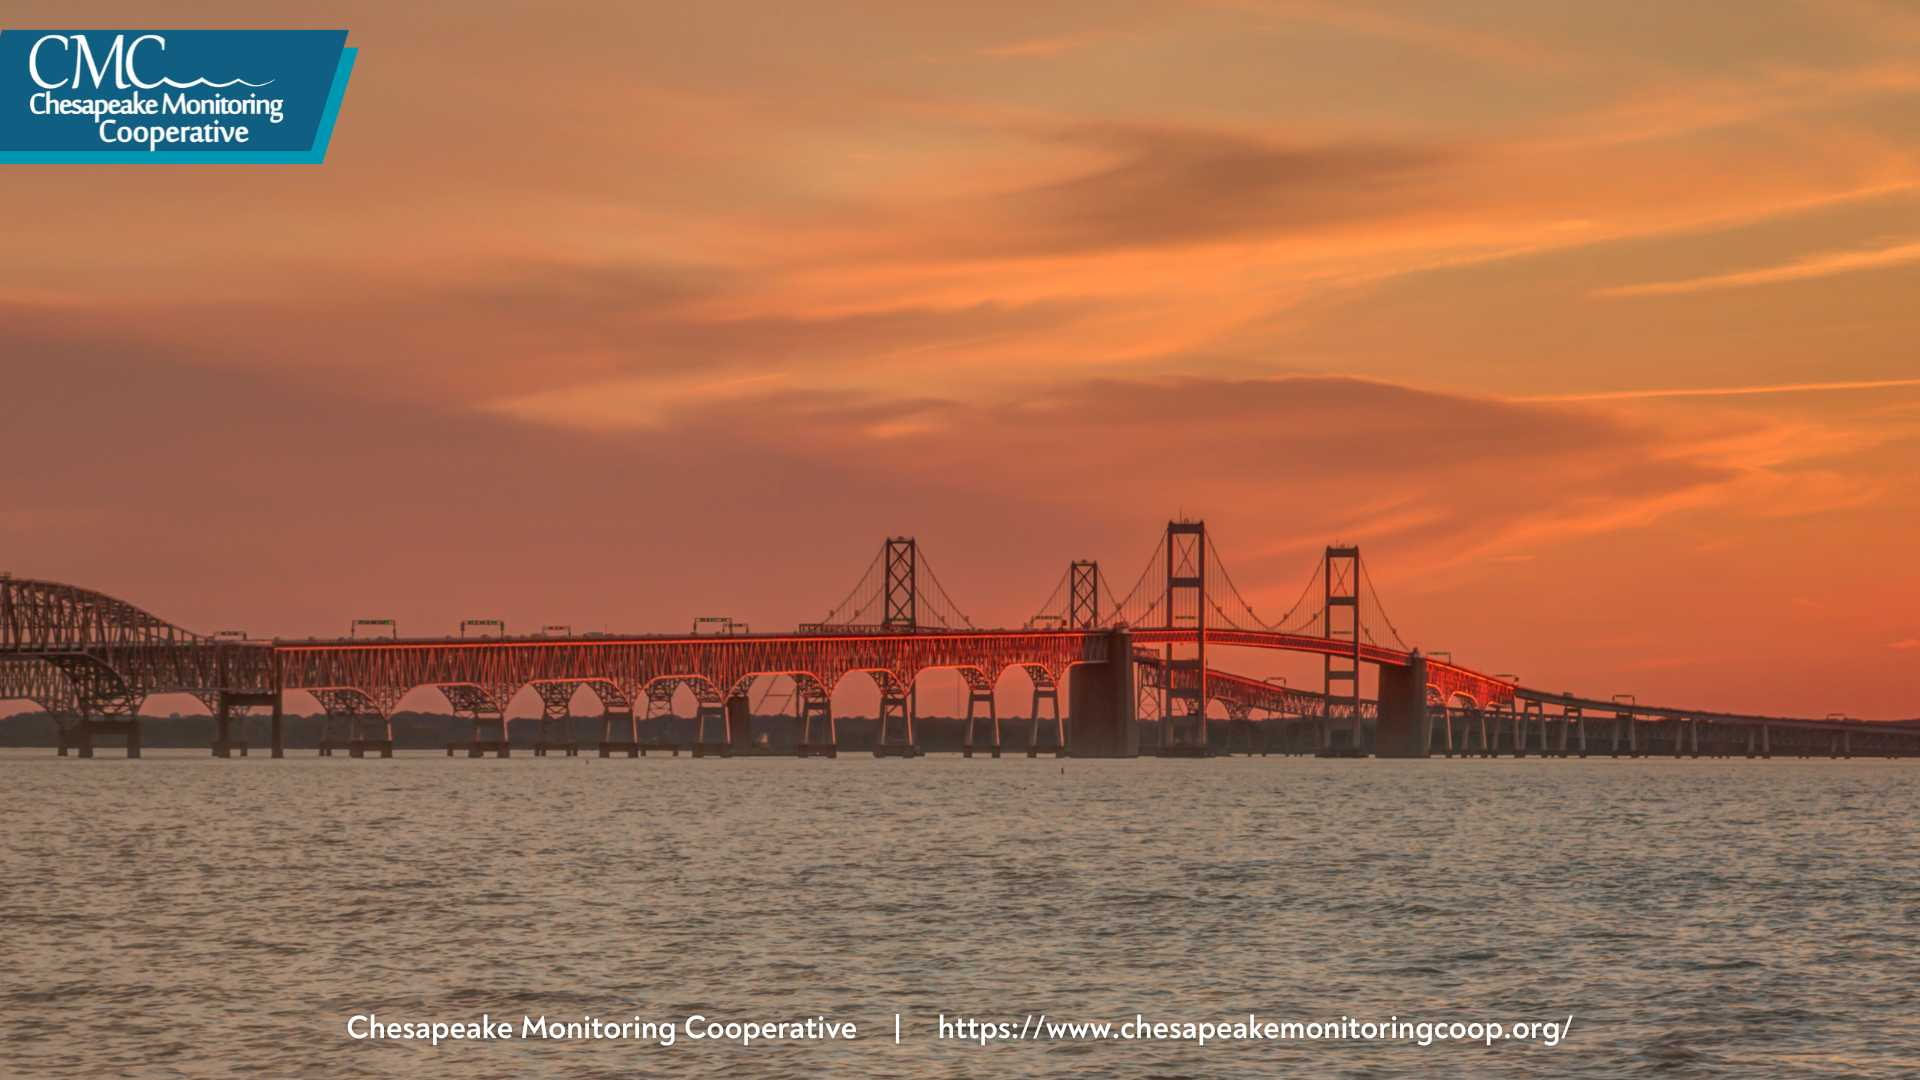 CMC
Chesapeake Monitoring
Cooperative
Chesapeake Monitoring Cooperative | https://www.chesapeakemonitoringcoop.org/